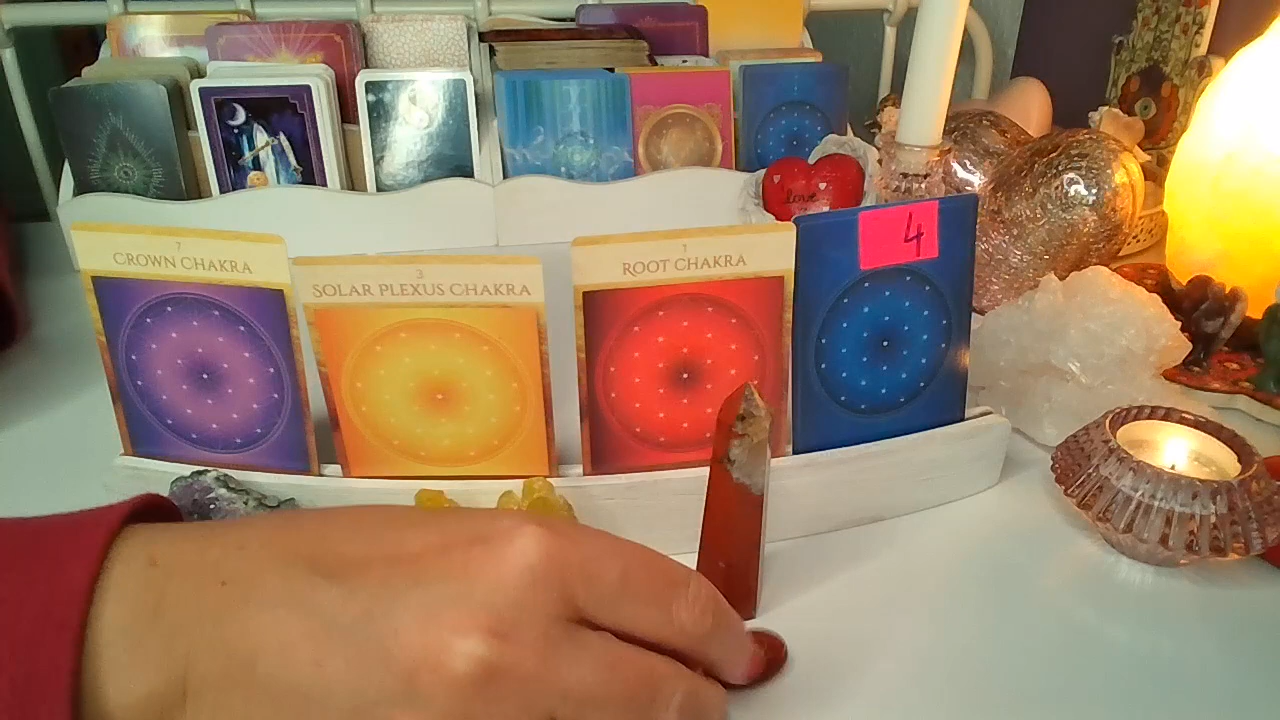 love
4
7
CROWN CHAKRA
3
SOLAR PLEXUS CHAKRA
1
ROOT CHAKRA